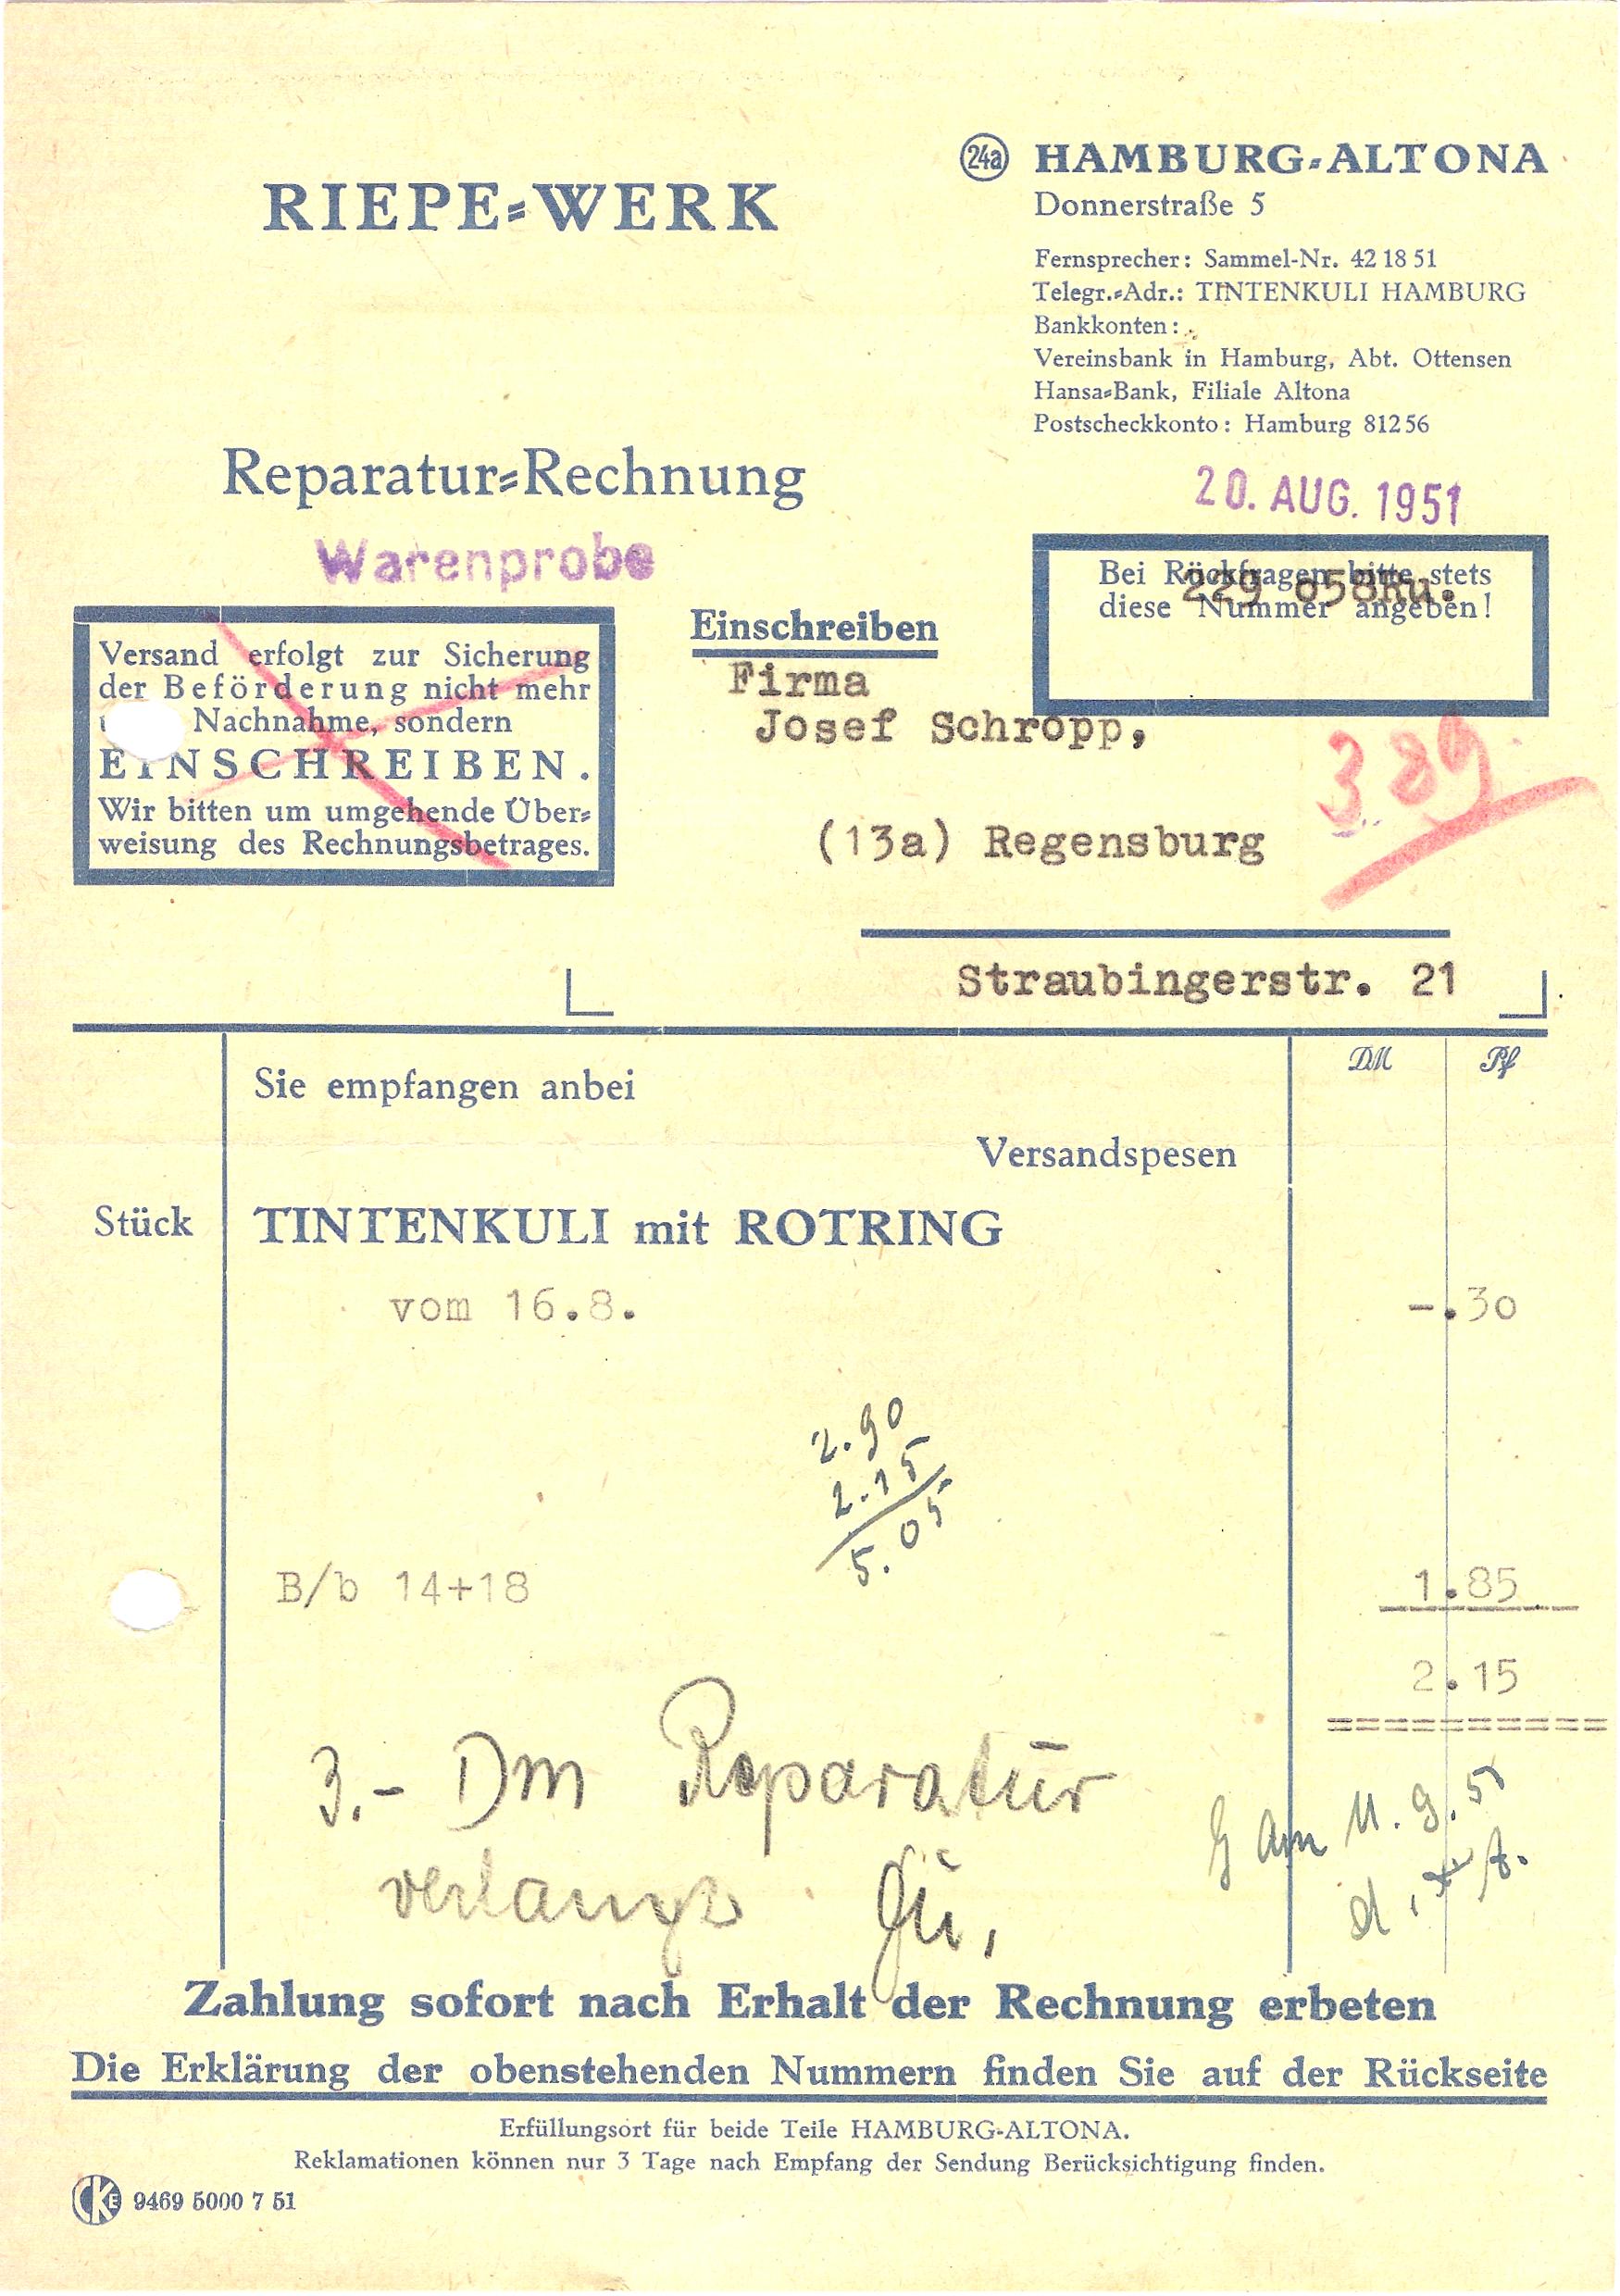 RIEPE-WERK
24a HAMBURG-ALTONA
Donnerstraße 5
Fernsprecher: Sammel-Nr. 42 18 51
Telegr.-Adr.: TINTENKULI HAMBURG
Bankkonten:
Vereinsbank in Hamburg, Abt. Ottensen
Hansa-Bank, Filiale Altona
Postscheckkonto: Hamburg 812 56
Reparatur-Rechnung
20. AUG. 1951
Warenprobe
Bei Rückfragen bitte stets
229 058Ru.
diese Nummer angeben!
Versand erfolgt zur Sicherung
der Beförderung nicht mehr
Nachnahme, sondern
EINSCHREIBEN.
Wir bitten um umgehende Über-
weisung des Rechnungsbetrages.
Einschreiben
Firma
Josef Schropp,
389
(13a) Regensburg
Straubingerstr. 21
DM Pf
Sie empfangen anbei
Versandspesen
Stück TINTENKULI mit ROTRING
vom 16.8. -.30
2.90
2.15
5.05
B/b 14+18 1.85
2.15
3.- Dm Reparatur
verlangt Gü,
am 11.9.51
Zahlung sofort nach Erhalt der Rechnung erbeten
Die Erklärung der obenstehenden Nummern finden Sie auf der Rückseite
Erfüllungsort für beide Teile HAMBURG-ALTONA.
Reklamationen können nur 3 Tage nach Empfang der Sendung Berücksichtigung finden.
CKE 9469 5000 7 51